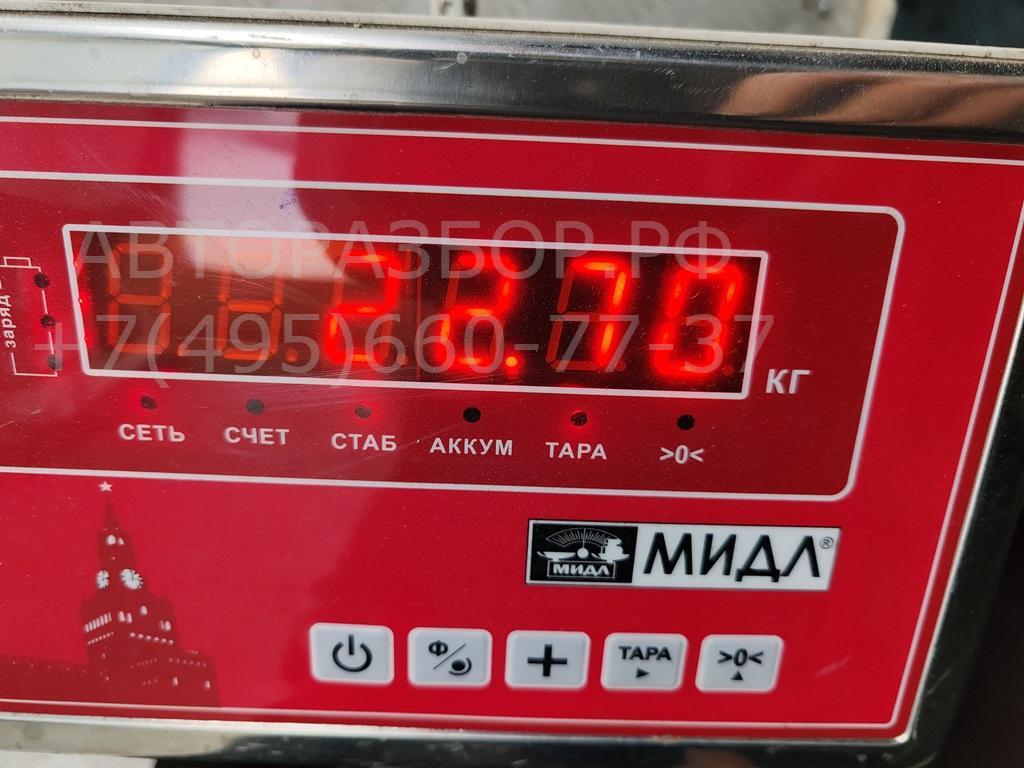 АВТОРАЗБОР.РФ
+7(495)660-77-37
22.70
КГ
заряд
СЕТЬ СЧЕТ СТАБ АККУМ ТАРА >0<
МИДЛ МИДЛ®
Ф ТАРА >0<